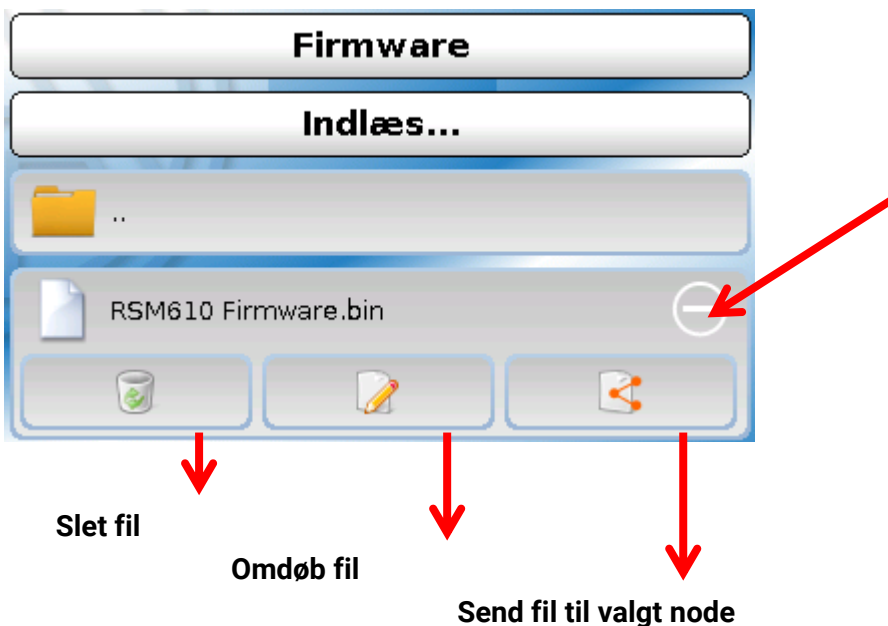 Firmware
Indlæs...
..
RSM610 Firmware.bin
Slet fil
Omdøb fil
Send fil til valgt node